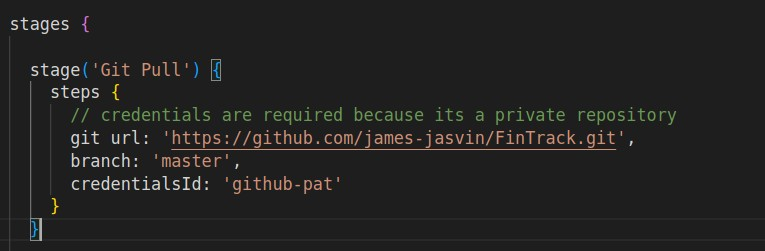 stages {
stage('Git Pull') {
steps {
// credentials are required because its a private repository
git url: 'https://github.com/james-jasvin/FinTrack.git',
branch: 'master',
credentialsId: 'github-pat'
}
}